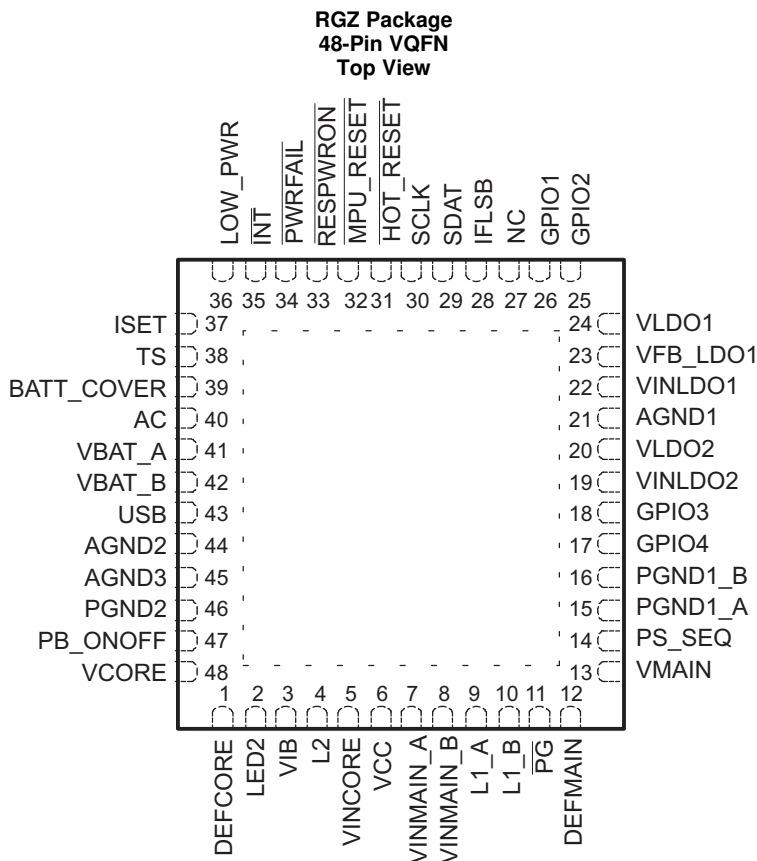 RGZ Package
48-Pin VQFN
Top View
LOW_PWR
INT
PWRFAIL
RESPWRON
MPU_RESET
HOT_RESET
SCLK
SDAT
IFLSB
NC
GPIO1
GPIO2
36 35 34 33 32 31 30 29 28 27 26 25
ISET 37
TS 38
BATT_COVER 39
AC 40
VBAT_A 41
VBAT_B 42
USB 43
AGND2 44
AGND3 45
PGND2 46
PB_ONOFF 47
VCORE 48
24 VLDO1
23 VFB_LDO1
22 VINLDO1
21 AGND1
20 VLDO2
19 VINLDO2
18 GPIO3
17 GPIO4
16 PGND1_B
15 PGND1_A
14 PS_SEQ
13 VMAIN
1 2 3 4 5 6 7 8 9 10 11 12
DEFCORE
LED2
VIB
L2
VINCORE
VCC
VINMAIN_A
VINMAIN_B
L1_A
L1_B
PG
DEFMAIN